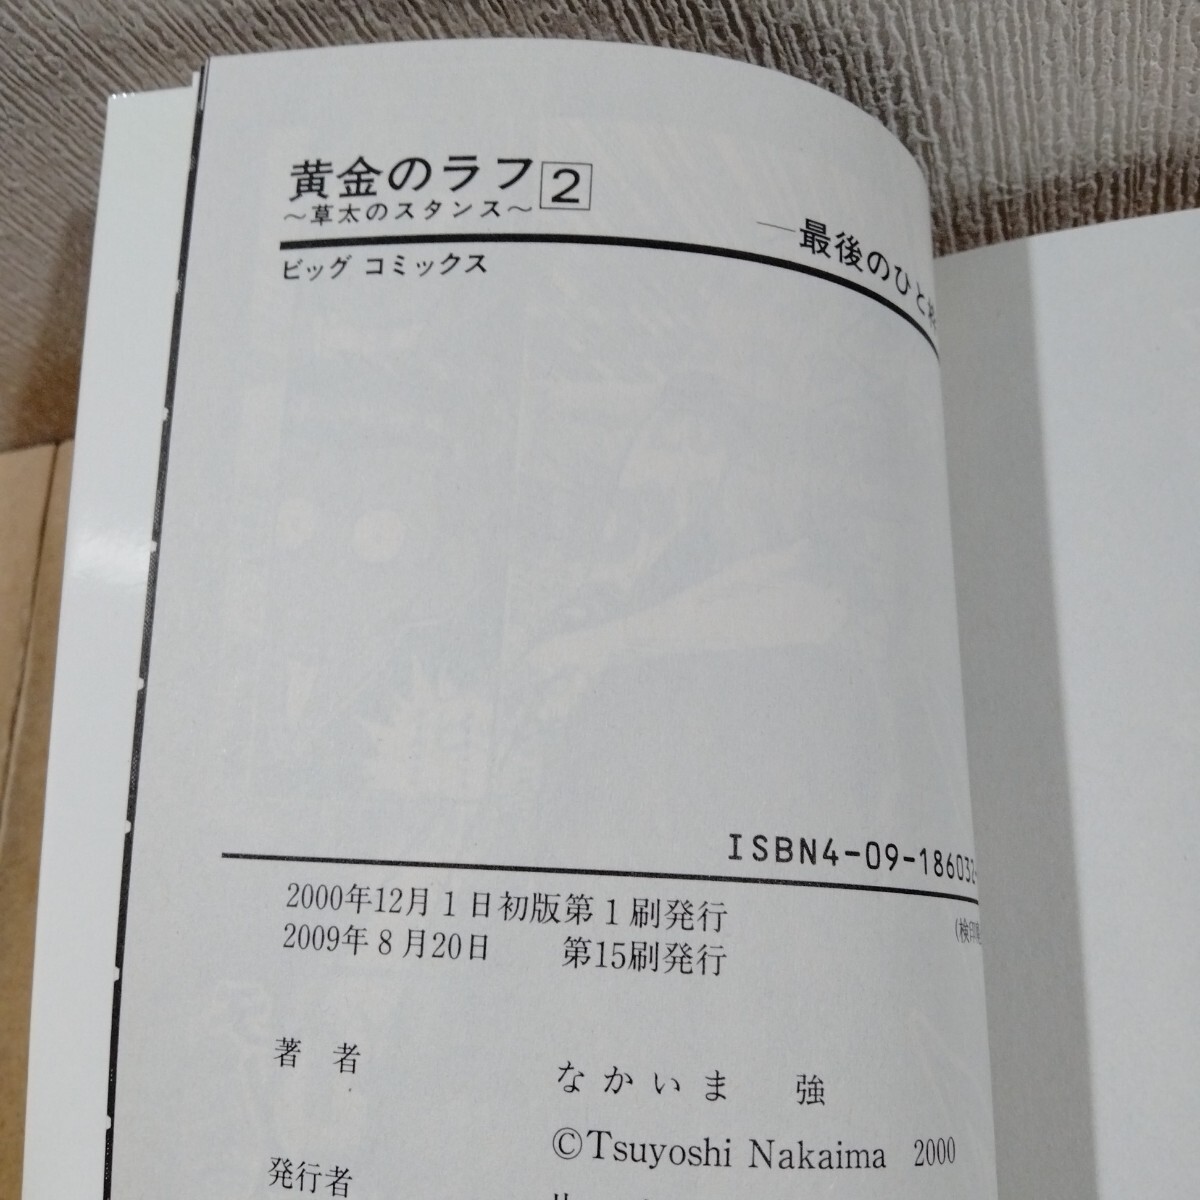 黄金のラフ2
〜草太のスタンス〜
―最後のひと
ビッグ コミックス
ISBN4-09-186032-
2000年12月1日初版第1刷発行
(検印
2009年8月20日 第15刷発行
著 者
なかいま 強
©Tsuyoshi Nakaima 2000
発行者